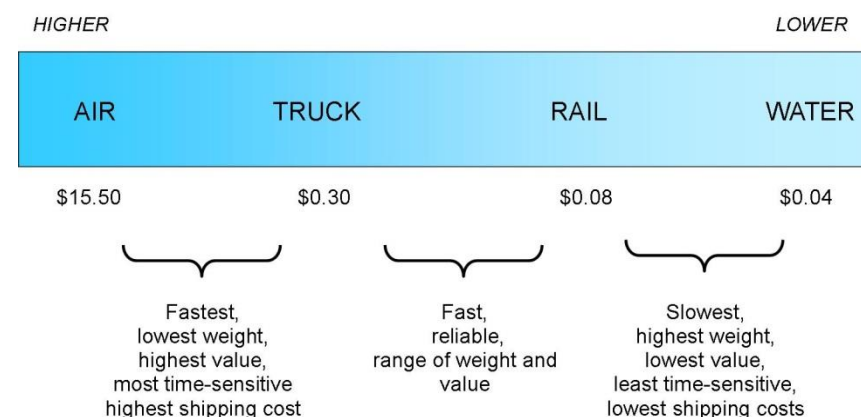 HIGHER LOWER
AIR TRUCK RAIL WATER
$15.50 $0.30 $0.08 $0.04
Fastest,
lowest weight,
highest value,
most time-sensitive
highest shipping cost
Fast,
reliable,
range of weight and
value
Slowest,
highest weight,
lowest value,
least time-sensitive,
lowest shipping costs